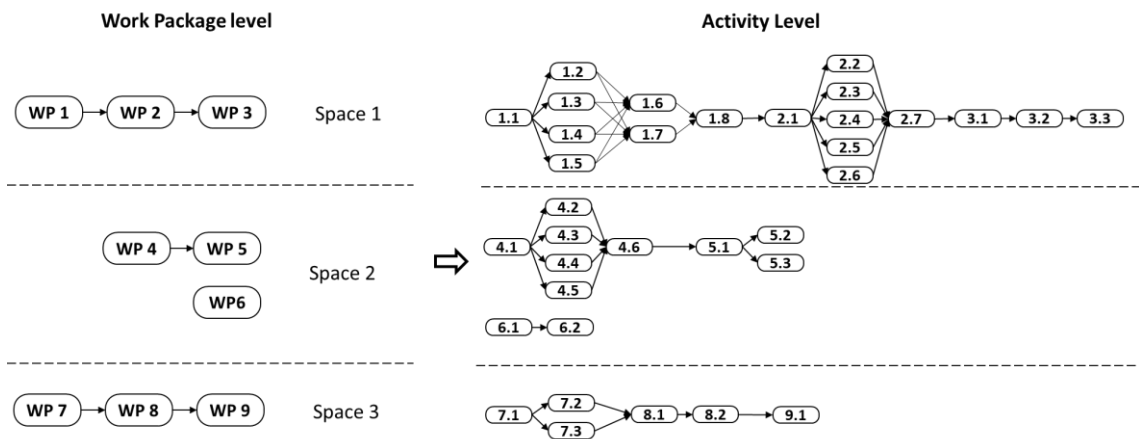 Work Package level
Activity Level
WP 1
WP 2
WP 3
Space 1
1.1
1.2
1.3
1.4
1.5
1.6
1.7
1.8
2.1
2.2
2.3
2.4
2.5
2.6
2.7
3.1
3.2
3.3
WP 4
WP 5
WP6
Space 2
4.1
4.2
4.3
4.4
4.5
4.6
5.1
5.2
5.3
6.1
6.2
WP 7
WP 8
WP 9
Space 3
7.1
7.2
7.3
8.1
8.2
9.1